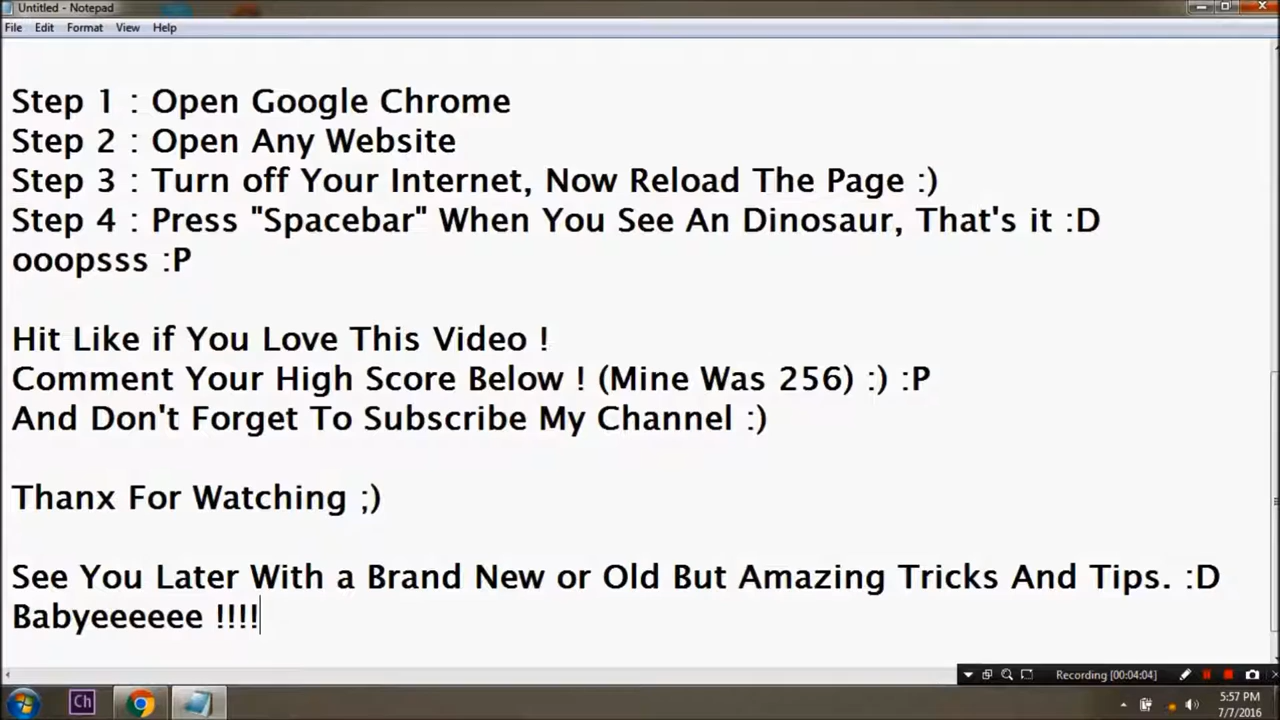 Untitled - Notepad
File Edit Format View Help
Step 1 : Open Google Chrome
Step 2 : Open Any Website
Step 3 : Turn off Your Internet, Now Reload The Page :)
Step 4 : Press "Spacebar" When You See An Dinosaur, That's it :D
ooopsss :P
Hit Like if You Love This Video !
Comment Your High Score Below ! (Mine Was 256) :) :P
And Don't Forget To Subscribe My Channel :)
Thanx For Watching ;)
See You Later With a Brand New or Old But Amazing Tricks And Tips. :D
Babyeeeeee !!!!
Recording [00:04:04]
Ch
5:57 PM
7/7/2016